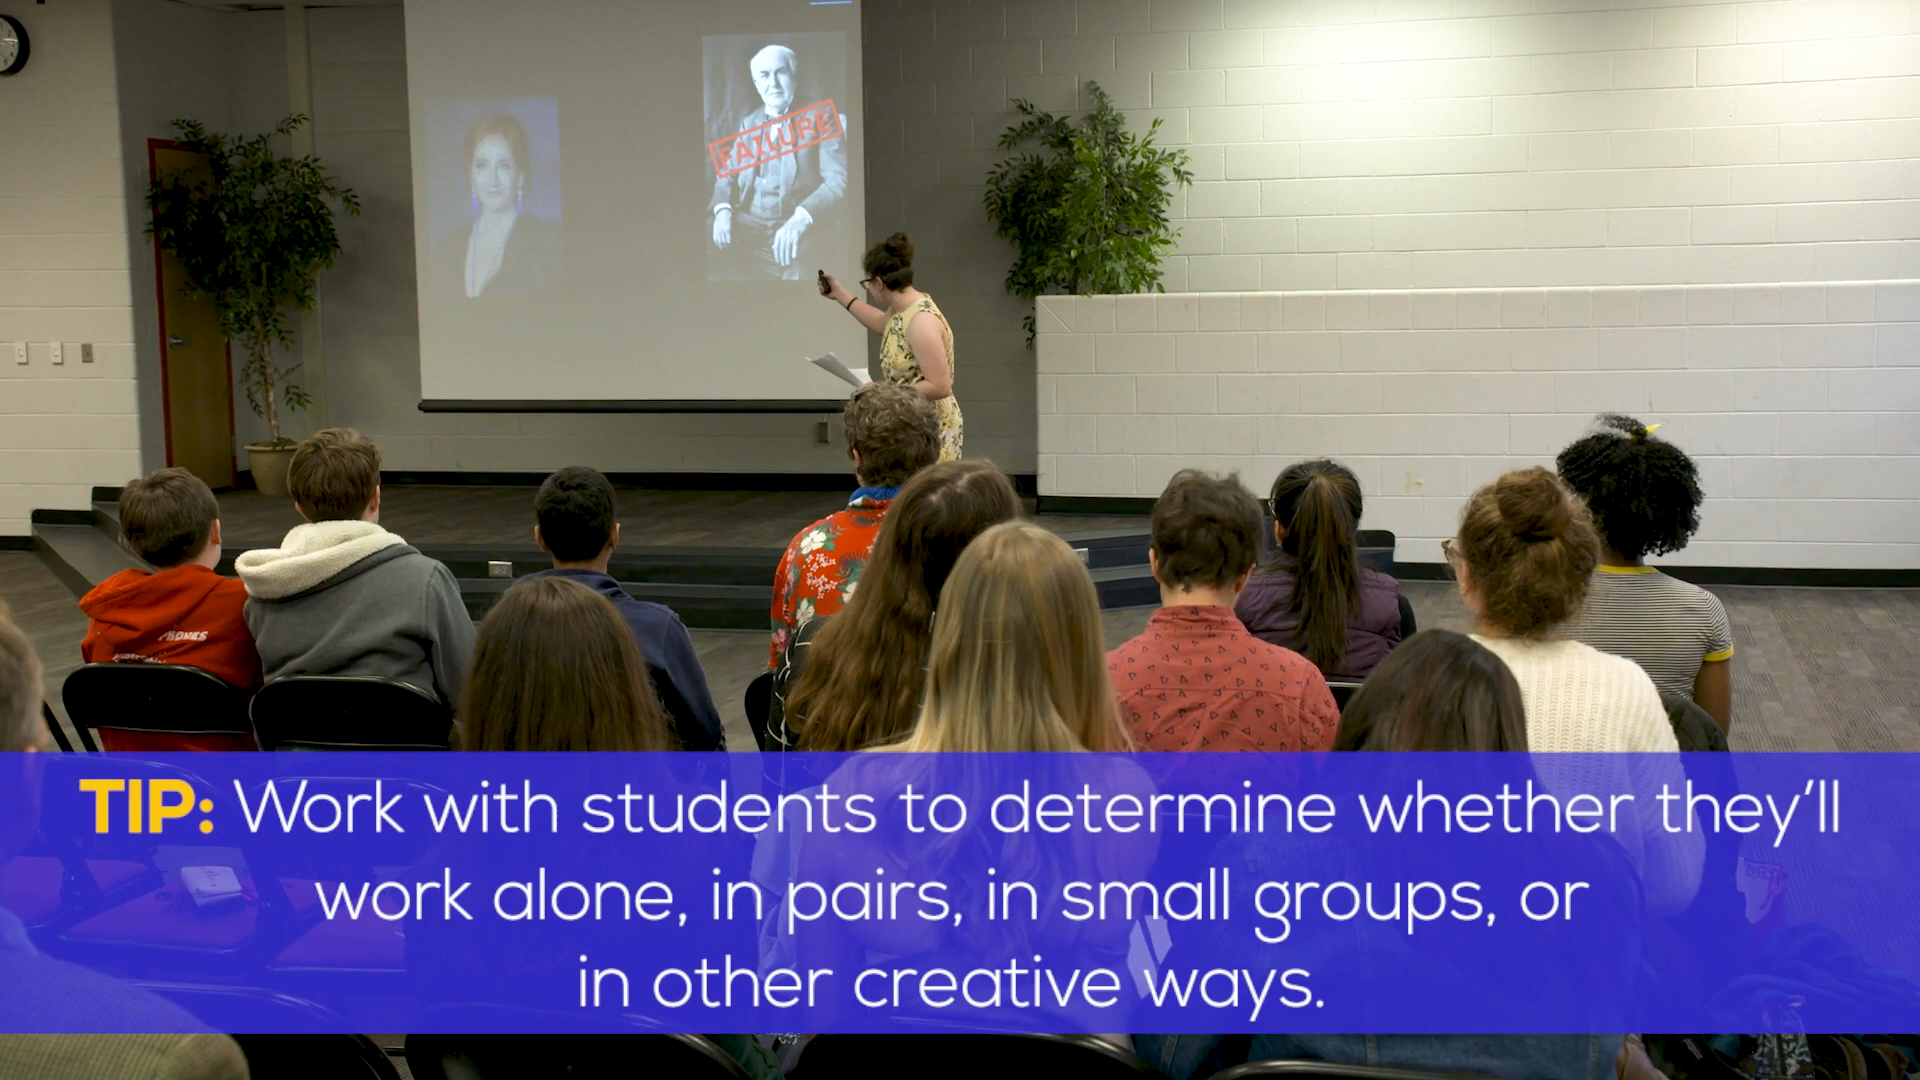 FAILURE
PHONES
TIP: Work with students to determine whether they'll
work alone, in pairs, in small groups, or
in other creative ways.